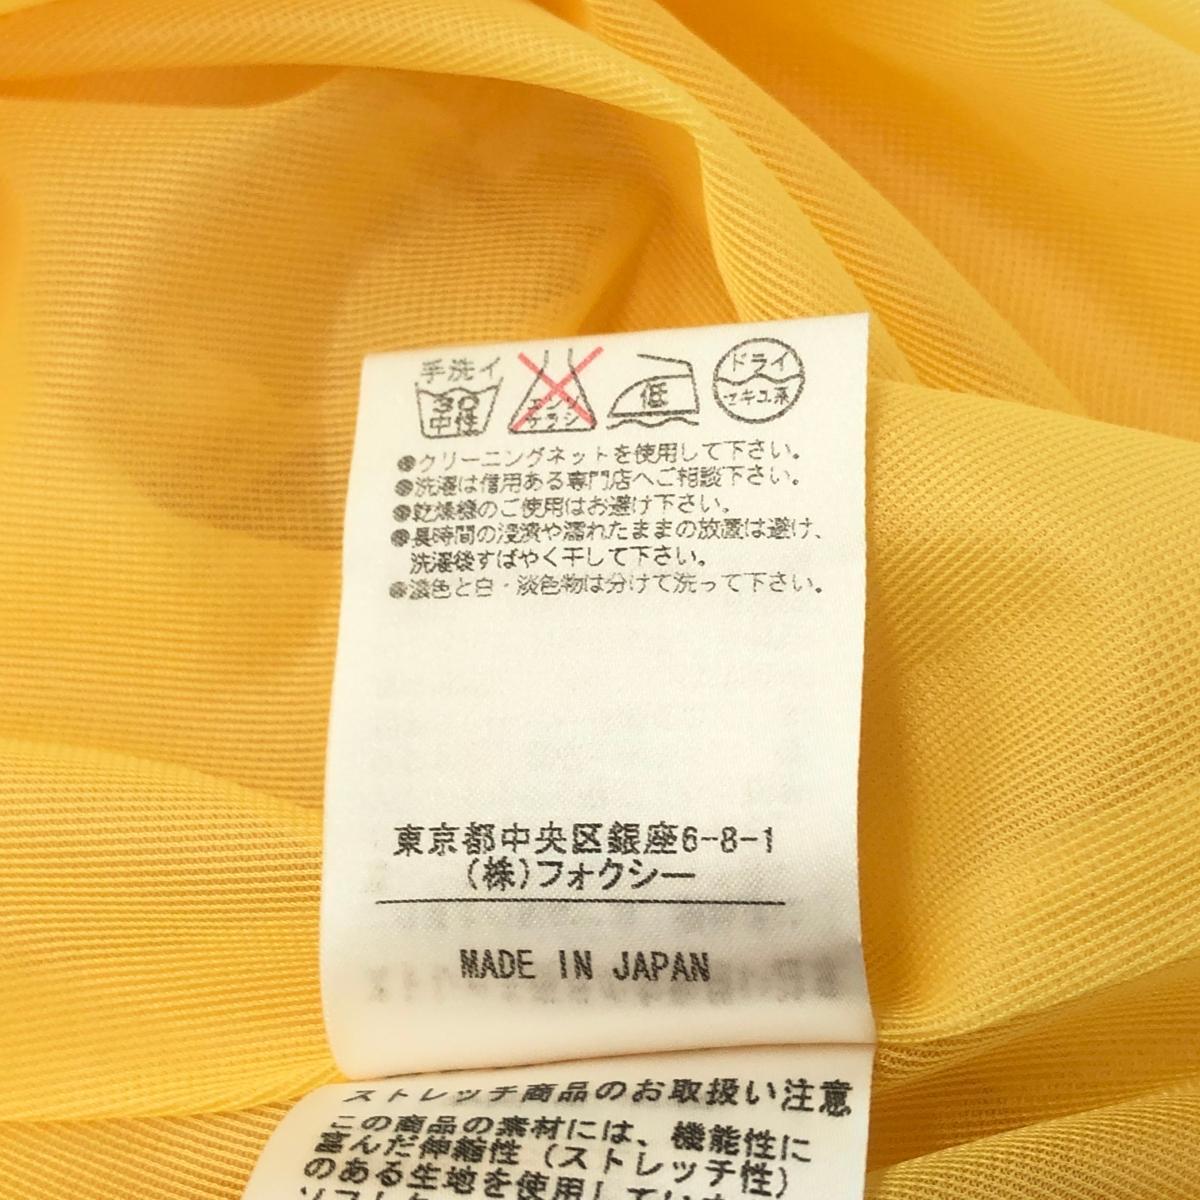 手洗イ
30
中性
エンソ
サラシ
低
ドライ
セキユ系
●クリーニングネットを使用して下さい。
●洗濯は信用ある専門店へご相談下さい。
●乾燥機のご使用はお避け下さい。
●長時間の浸漬や濡れたままの放置は避け、
洗濯後すばやく干して下さい。
●濃色と白・淡色物は分けて洗って下さい。
東京都中央区銀座6-8-1
(株)フォクシー
MADE IN JAPAN
ストレッチ商品のお取扱い注意
この商品の素材には、機能性に
富んだ伸縮性(ストレッチ性)
のある生地を使用してい